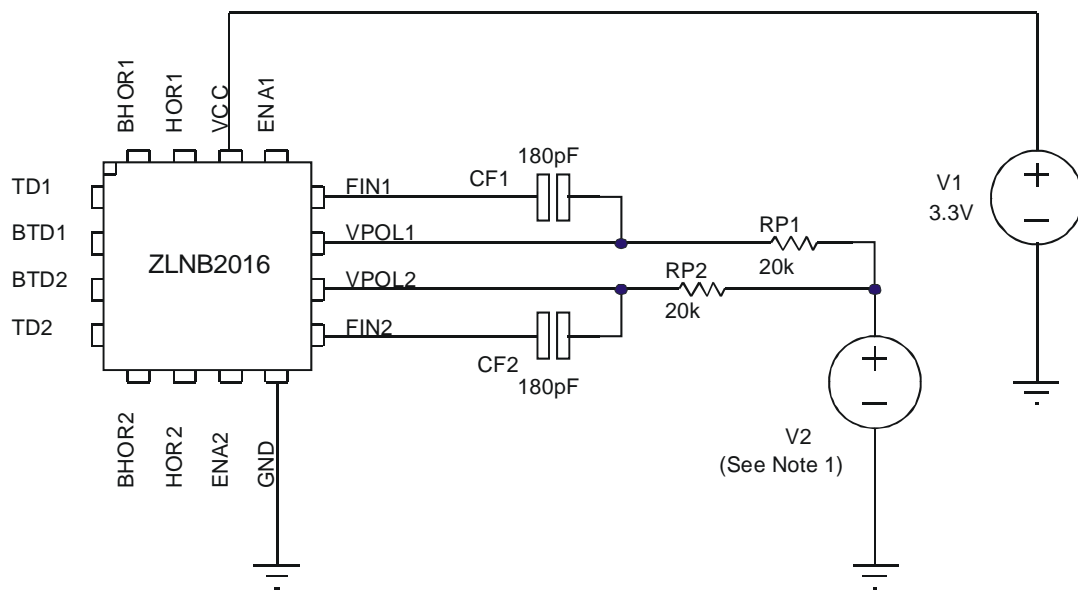 BHOR1
HOR1
VCC
ENA1
180pF
CF1
TD1
FIN1
V1
3.3V
BTD1
VPOL1
RP1
20k
ZLNB2016
BTD2
VPOL2
RP2
20k
TD2
FIN2
CF2
180pF
BHOR2
HOR2
ENA2
GND
V2
(See Note 1)